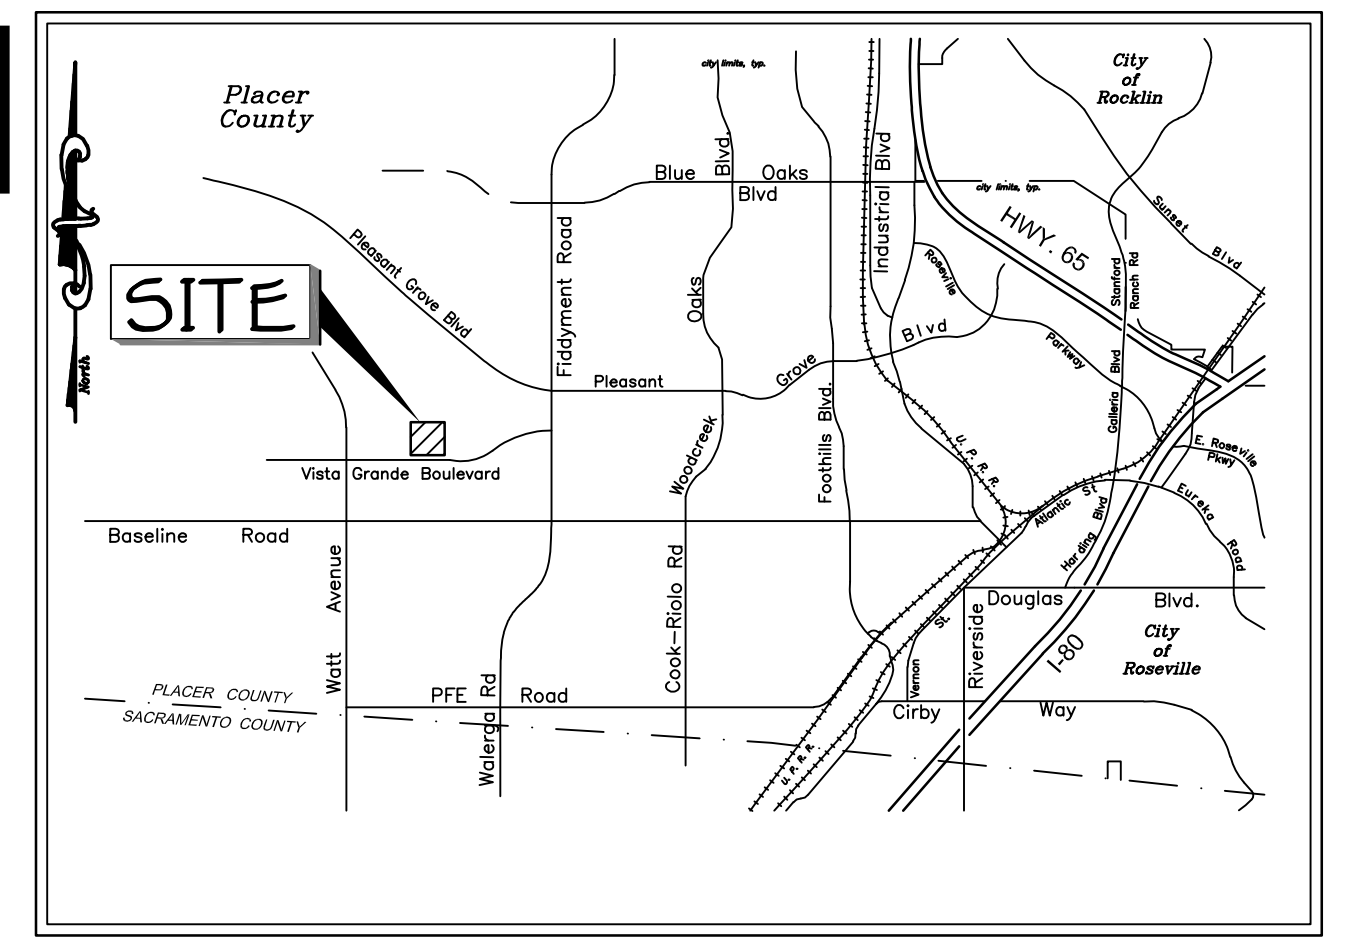 city limits, typ.
City
of
Rocklin
Placer
County
Blue Oaks
Blvd
Blvd.
Oaks
Woodcreek
Industrial Blvd
city limits, typ.
Sunset Blvd
HWY. 65
Pleasant Grove Blvd
Fiddyment Road
Roseville
Parkway
Stanford
Ranch Rd
SITE
North
Pleasant Grove Blvd
Galleria Blvd
Foothills Blvd.
U. P. R. R.
E. Roseville
Pkwy
Vista Grande Boulevard
Atlantic St
Eureka Road
Harding Blvd
Baseline Road
Watt Avenue
Cook-Riolo Rd
Douglas Blvd.
St.
Vernon
Riverside
City
of
Roseville
I-80
PLACER COUNTY
SACRAMENTO COUNTY
PFE Road
Walerga Rd
Cirby Way
U. P. R. R.